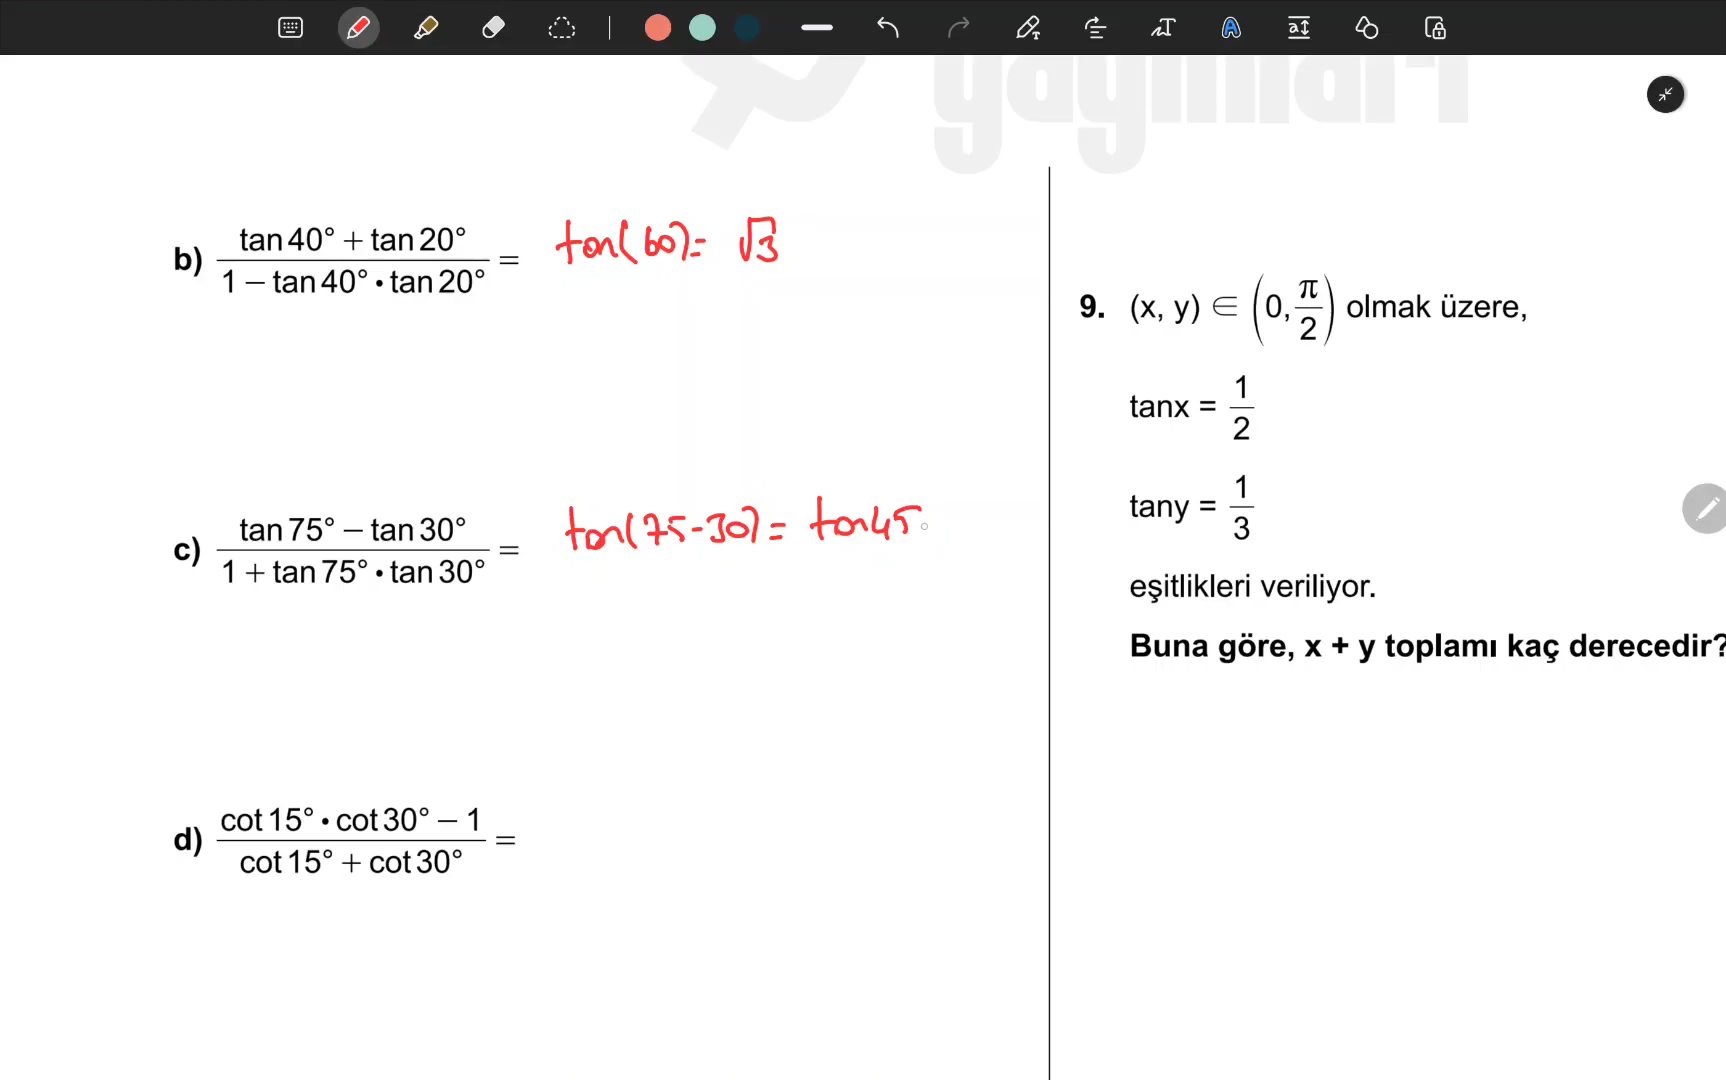 yayınları
b) tan 40° + tan 20° / 1 − tan 40° • tan 20° = tan(60) = √3
c) tan 75° − tan 30° / 1 + tan 75° • tan 30° = tan(75-30) = tan45
d) cot 15° • cot 30° − 1 / cot 15° + cot 30° =
9. (x, y) ∈ (0, π/2) olmak üzere,
tanx = 1/2
tany = 1/3
eşitlikleri veriliyor.
Buna göre, x + y toplamı kaç derecedir?